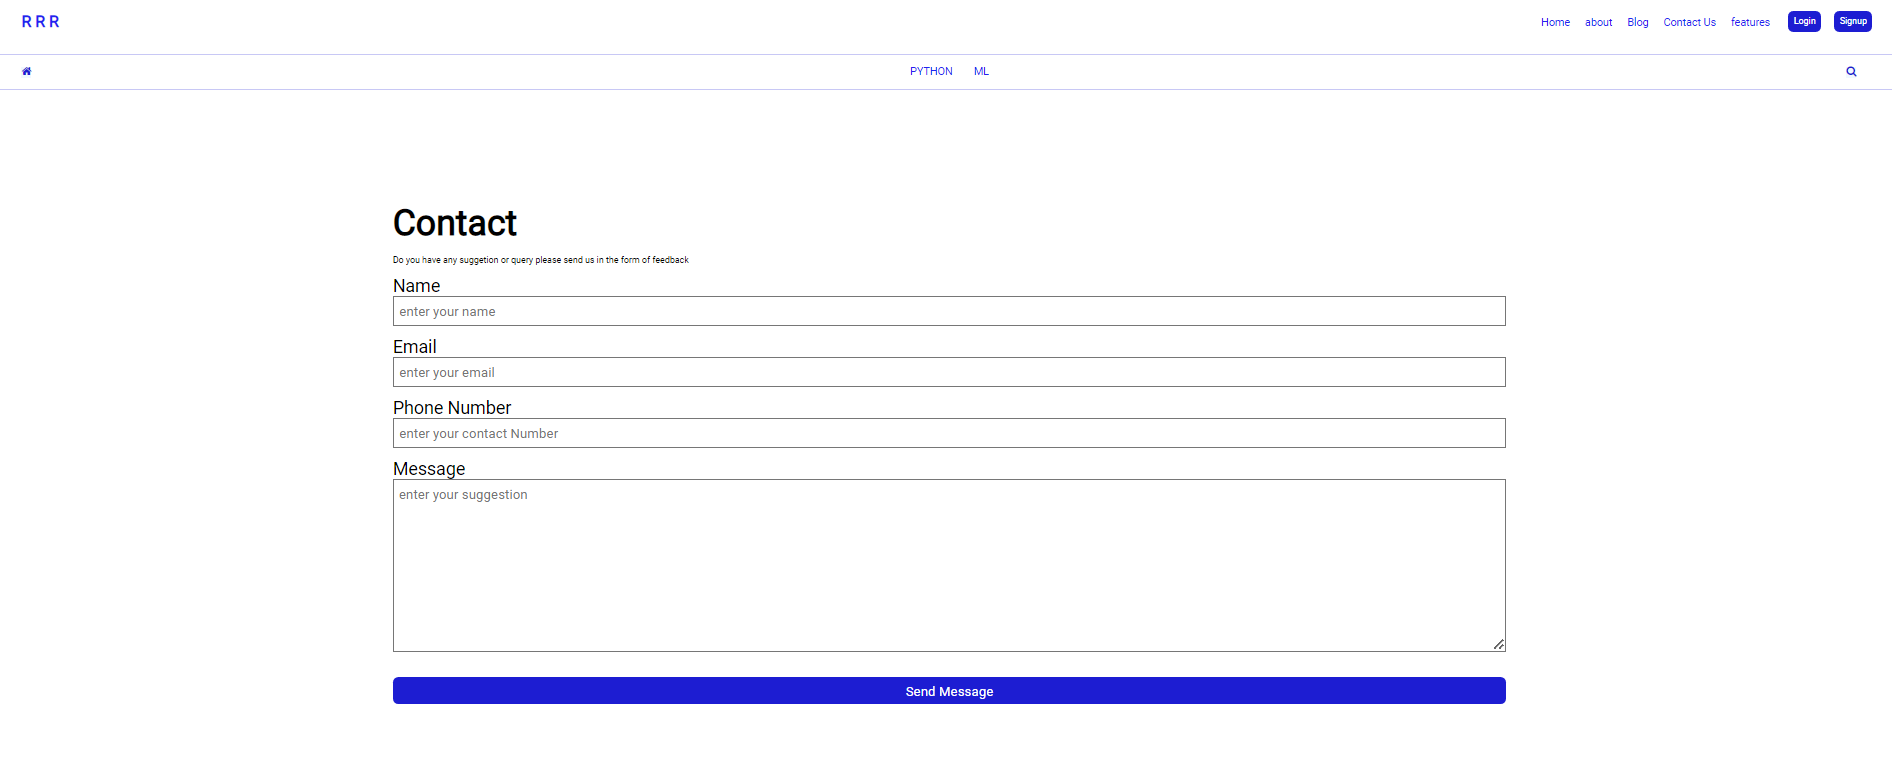 RRR
Home about Blog Contact Us features Login Signup
PYTHON ML
Contact
Do you have any suggetion or query please send us in the form of feedback
Name
enter your name
Email
enter your email
Phone Number
enter your contact Number
Message
enter your suggestion
Send Message